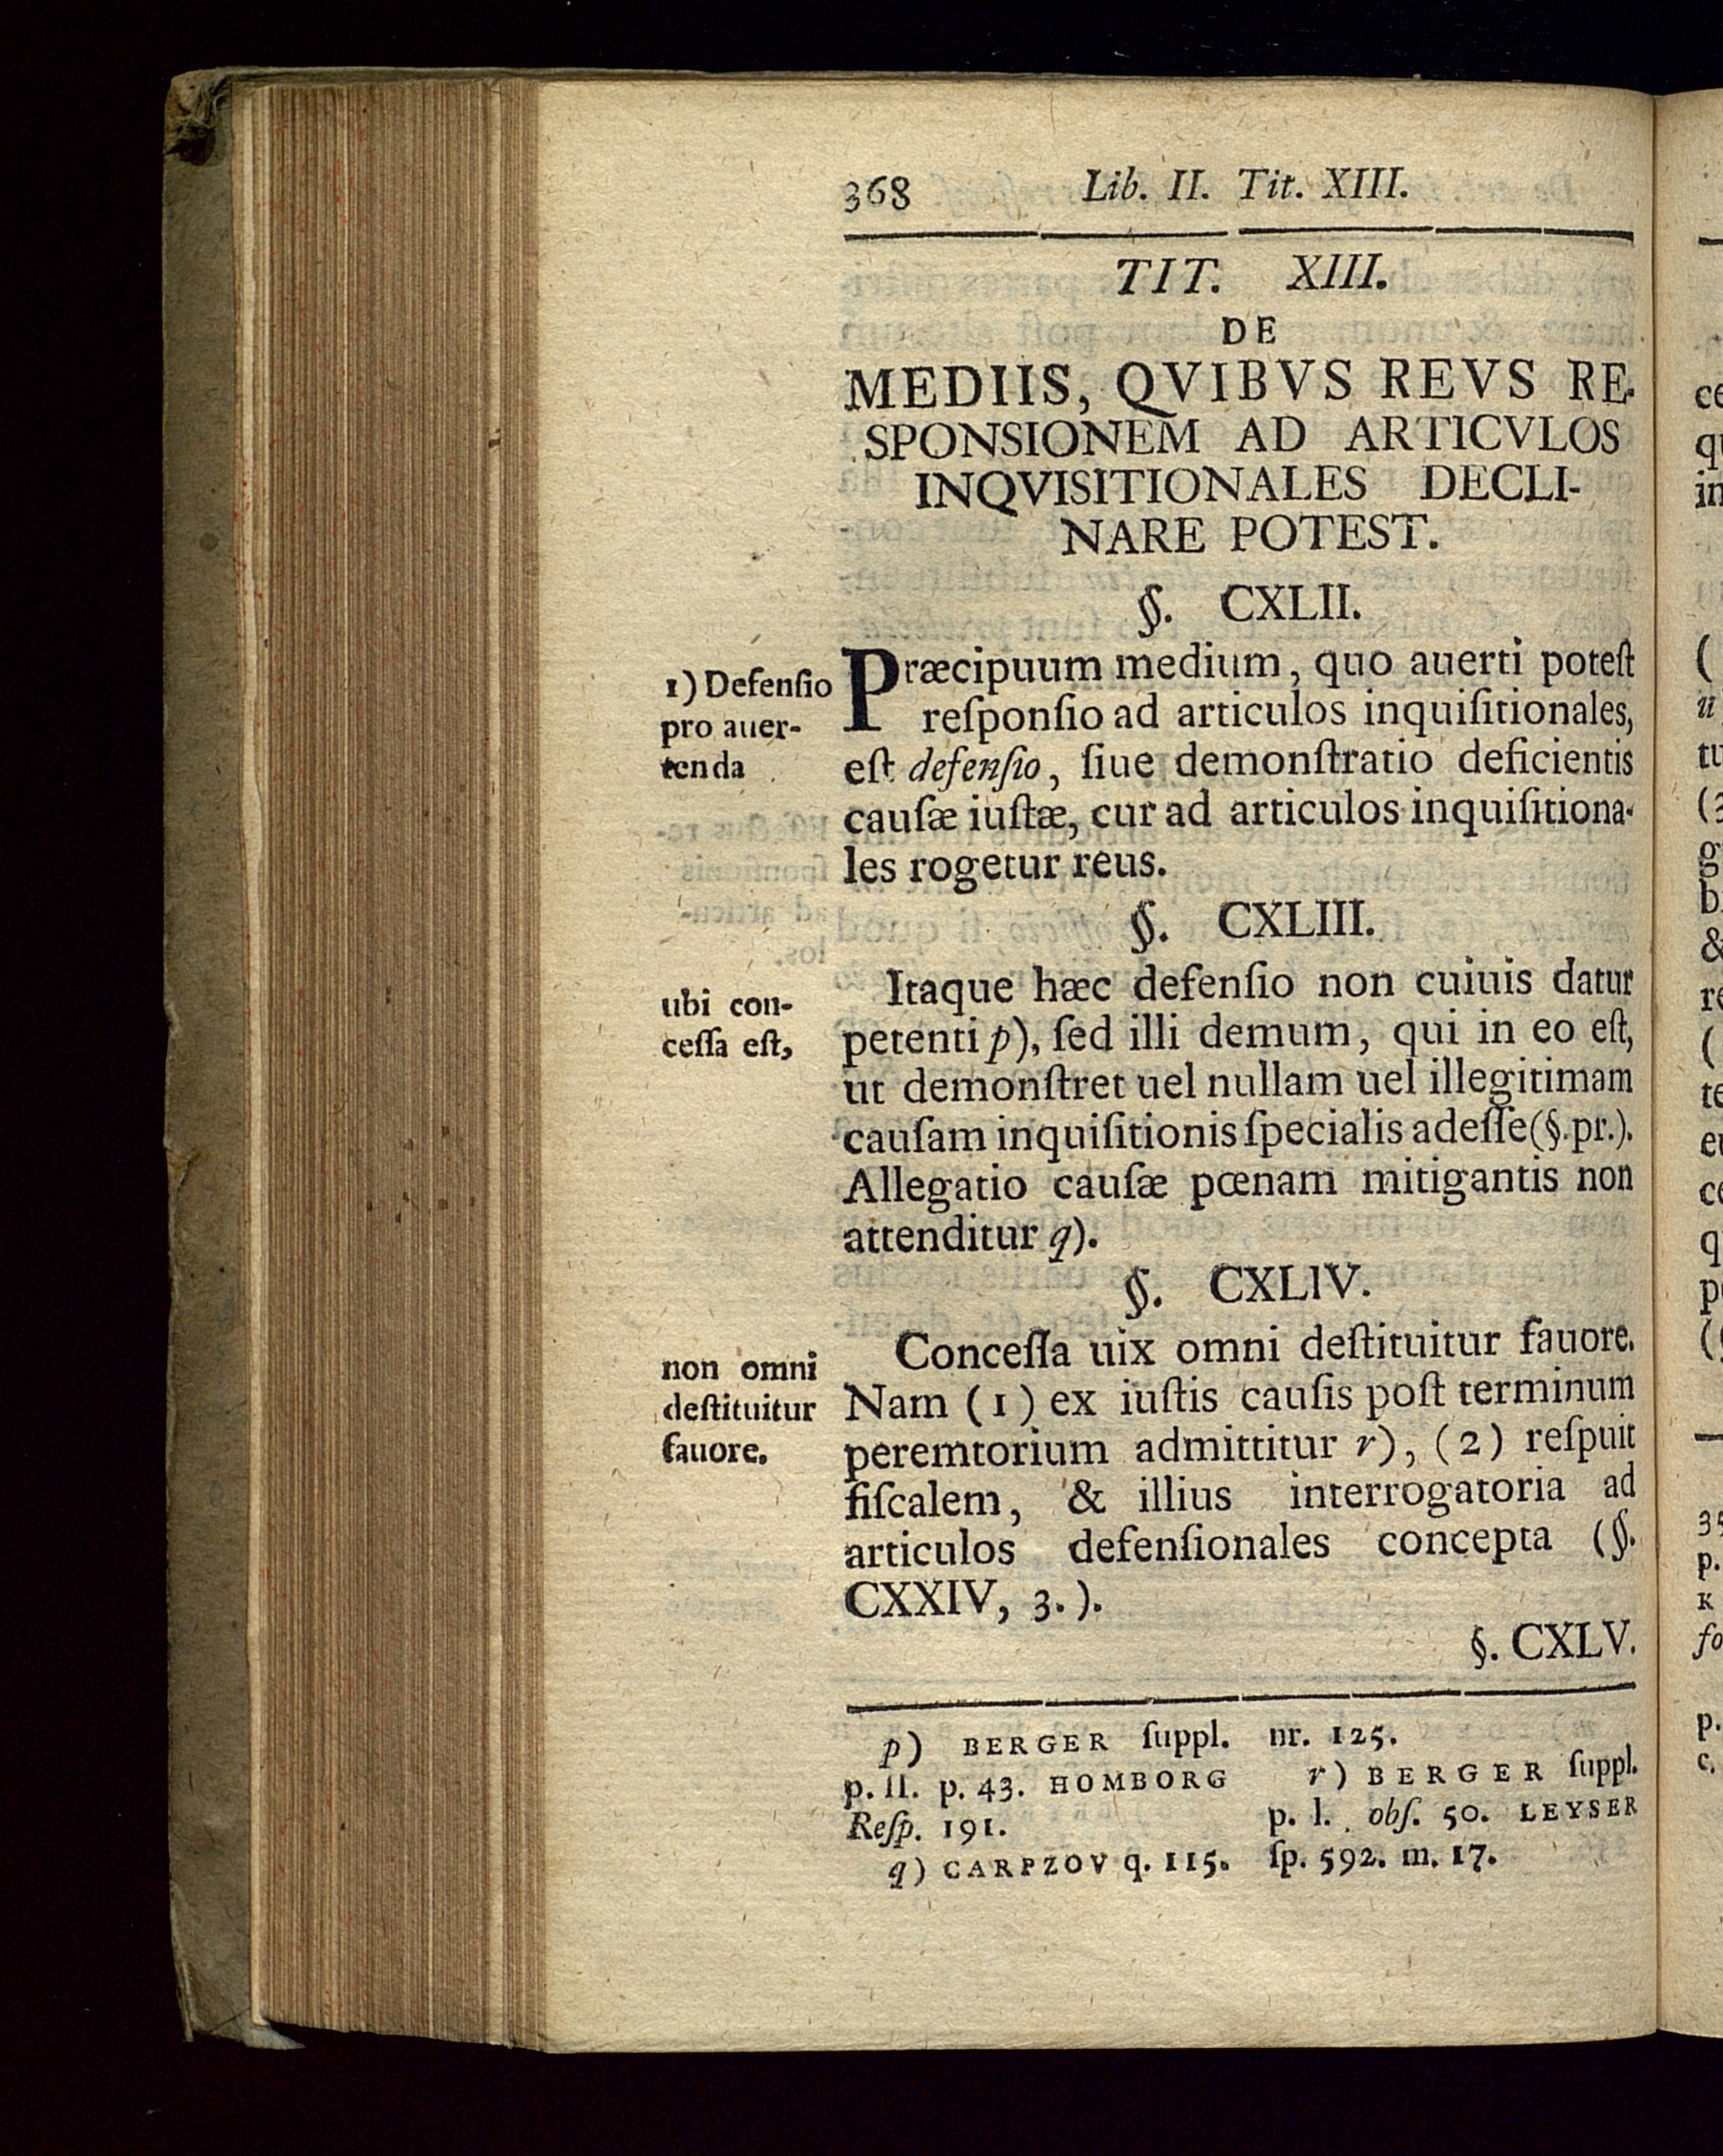 368 Lib. II. Tit. XIII.
TIT. XIII.
DE
MEDIIS, QVIBVS REVS RE-
SPONSIONEM AD ARTICVLOS
INQVISITIONALES DECLI-
NARE POTEST.
§. CXLII.
1) Defenſio
pro auer-
tenda
Præcipuum medium, quo auerti poteſt
reſponſio ad articulos inquiſitionales,
eſt defenſio, ſiue demonſtratio deficientis
cauſæ iuſtæ, cur ad articulos inquiſitiona-
les rogetur reus.
§. CXLIII.
ubi con-
ceſſa eſt,
Itaque hæc defenſio non cuiuis datur
petenti p), ſed illi demum, qui in eo eſt,
ut demonſtret uel nullam uel illegitimam
cauſam inquiſitionis ſpecialis adeſſe (§. pr.).
Allegatio cauſæ pœnam mitigantis non
attenditur q).
§. CXLIV.
non omni
deſtituitur
fauore.
Conceſſa uix omni deſtituitur fauore.
Nam (1) ex iuſtis cauſis poſt terminum
peremtorium admittitur r), (2) reſpuit
fiſcalem, & illius interrogatoria ad
articulos defenſionales concepta (§.
CXXIV, 3.).
§. CXLV.
p) BERGER ſuppl.
p. II. p. 43. HOMBORG
Reſp. 191.
q) CARPZOV q. 115.
nr. 125.
r) BERGER ſuppl.
p. I. obſ. 50. LEYSER
ſp. 592. m. 17.